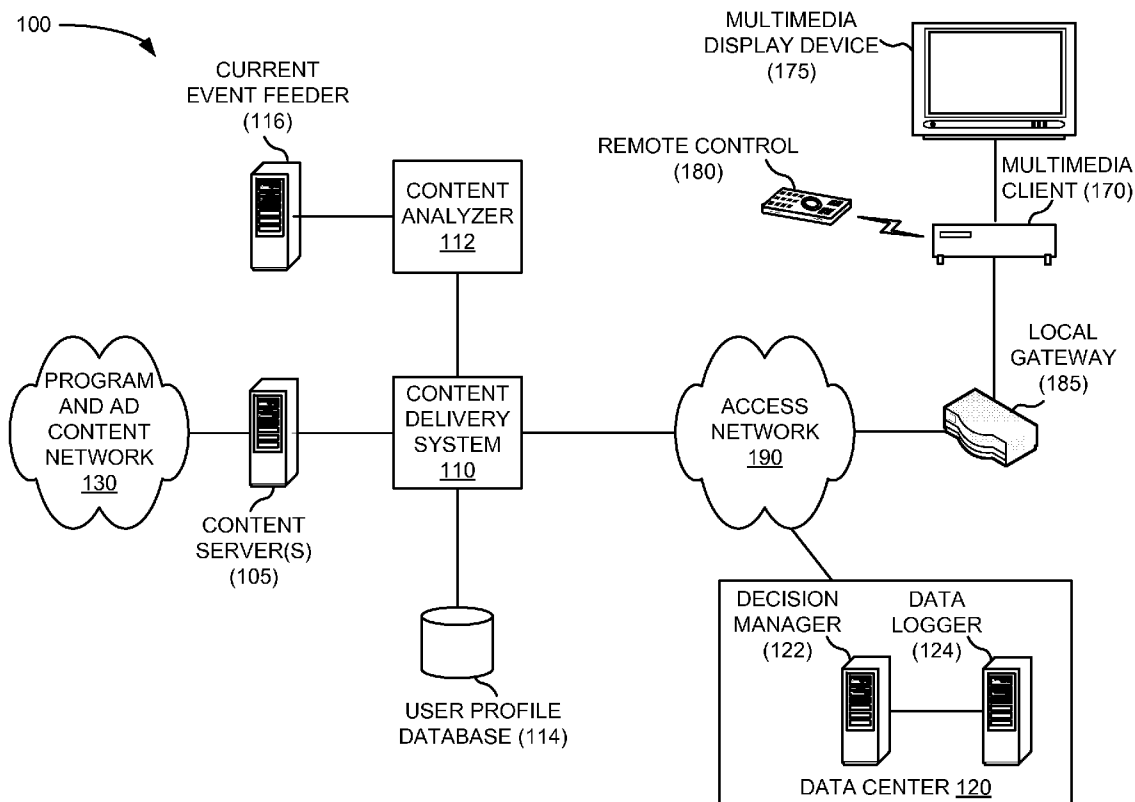 100
CURRENT
EVENT FEEDER
(116)
CONTENT
ANALYZER
112
MULTIMEDIA
DISPLAY DEVICE
(175)
REMOTE CONTROL
(180)
MULTIMEDIA
CLIENT (170)
LOCAL
GATEWAY
(185)
PROGRAM
AND AD
CONTENT
NETWORK
130
CONTENT
SERVER(S)
(105)
CONTENT
DELIVERY
SYSTEM
110
ACCESS
NETWORK
190
USER PROFILE
DATABASE (114)
DECISION
MANAGER
(122)
DATA
LOGGER
(124)
DATA CENTER 120